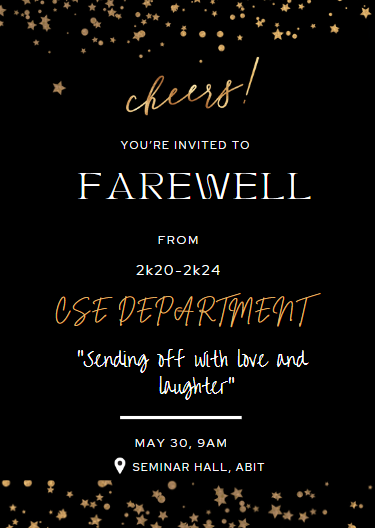 cheers!
YOU'RE INVITED TO
FAREWELL
FROM
2k20-2k24
CSE DEPARTMENT
"Sending off with love and
laughter"
MAY 30, 9AM
SEMINAR HALL, ABIT